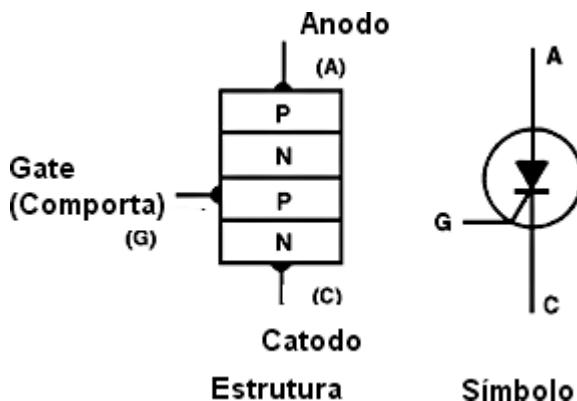 Anodo
(A)
P
N
P
N
Gate
(Comporta)
(G)
(C)
Catodo
Estrutura
A
G
C
Símbolo